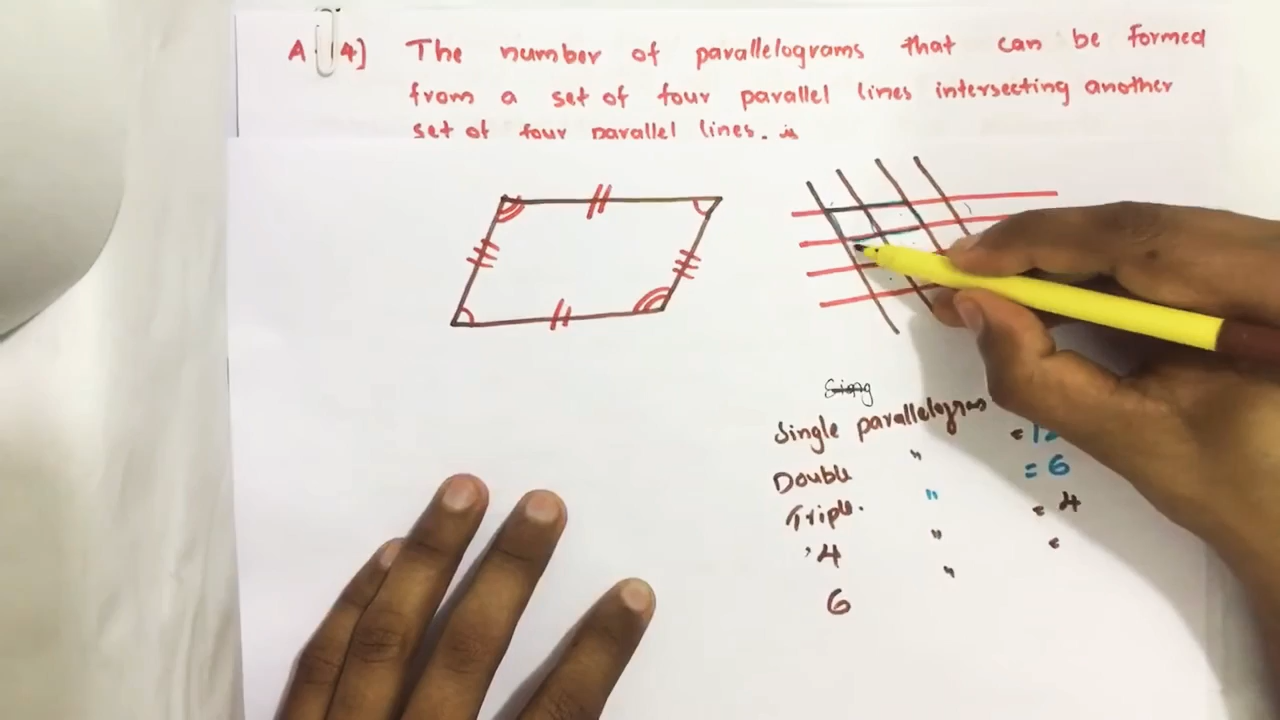 A 4] The number of parallelograms that can be formed
from a set of four parallel lines intersecting another
set of four parallel lines. is
Single parallelograms
Double " = 6
Triple. " = 4
4 " =
6 "